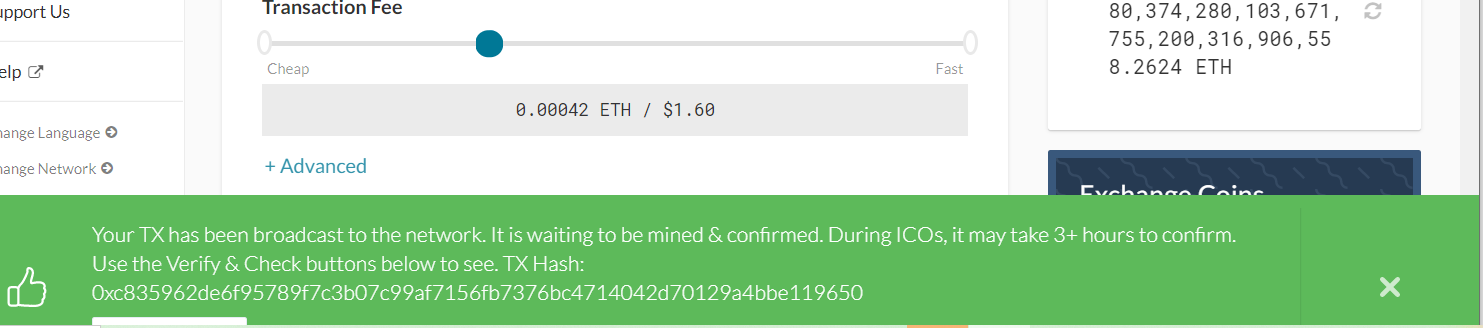 upport Us
elp
hange Language
hange Network
Transaction Fee
Cheap
Fast
0.00042 ETH / $1.60
+ Advanced
80,374,280,103,671,
755,200,316,906,55
8.2624 ETH
Exchange Coins
Your TX has been broadcast to the network. It is waiting to be mined & confirmed. During ICOs, it may take 3+ hours to confirm.
Use the Verify & Check buttons below to see. TX Hash:
0xc835962de6f95789f7c3b07c99af7156fb7376bc4714042d70129a4bbe119650